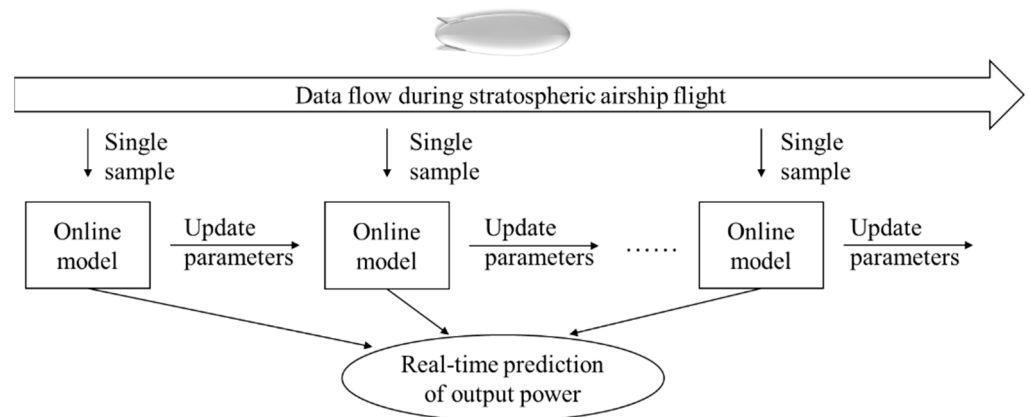 Data flow during stratospheric airship flight
Single
sample
Single
sample
Single
sample
Online
model
Update
parameters
Online
model
Update
parameters
......
Online
model
Update
parameters
Real-time prediction
of output power